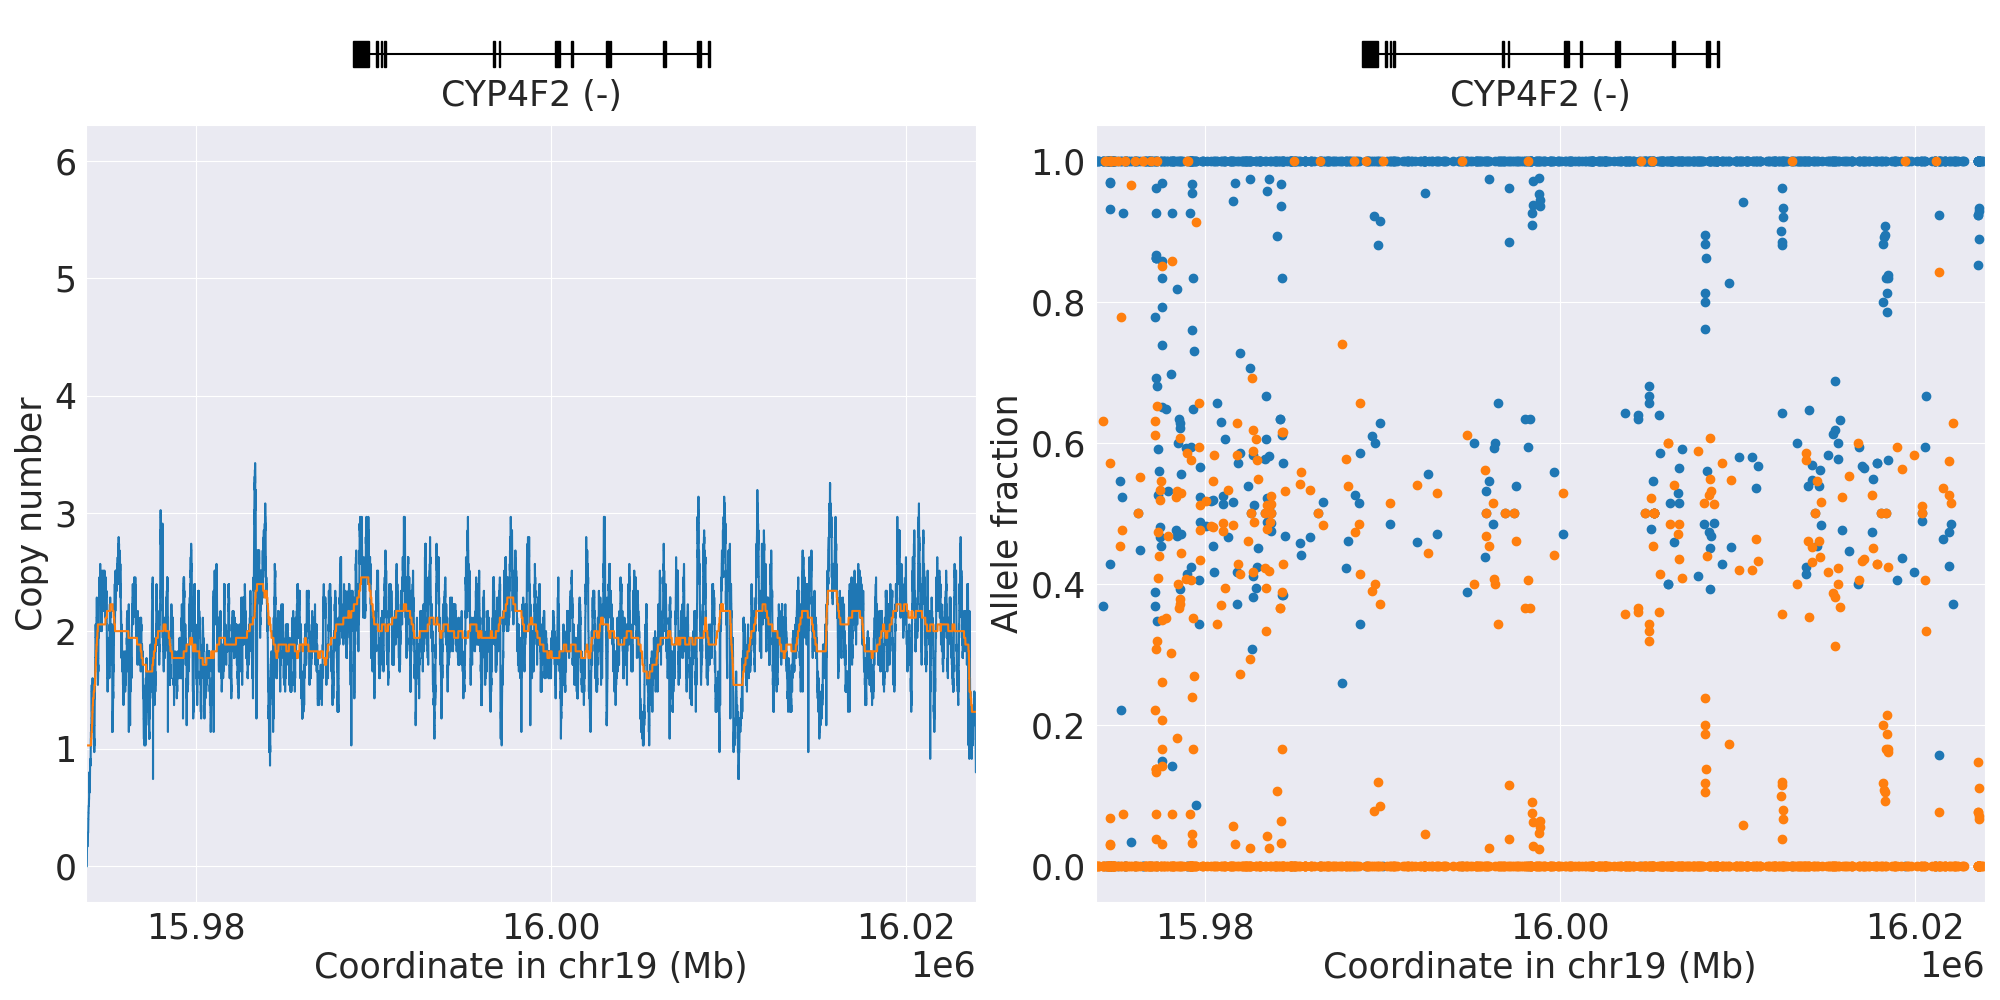 CYP4F2 (-)
6
5
4
3
2
1
0
Copy number
15.98
16.00
16.02
Coordinate in chr19 (Mb)
1e6
CYP4F2 (-)
1.0
0.8
0.6
0.4
0.2
0.0
Allele fraction
15.98
16.00
16.02
Coordinate in chr19 (Mb)
1e6